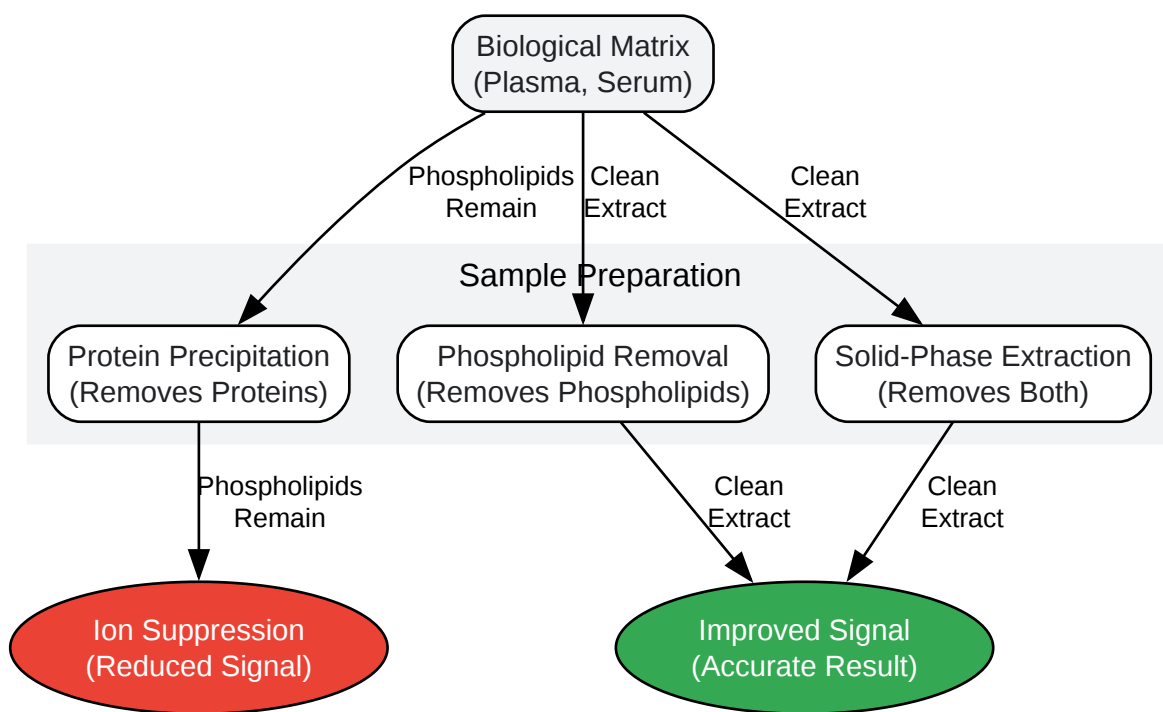 Biological Matrix
(Plasma, Serum)
Phospholipids
Remain
Clean
Extract
Clean
Extract
Sample Preparation
Protein Precipitation
(Removes Proteins)
Phospholipid Removal
(Removes Phospholipids)
Solid-Phase Extraction
(Removes Both)
Phospholipids
Remain
Clean
Extract
Clean
Extract
Ion Suppression
(Reduced Signal)
Improved Signal
(Accurate Result)